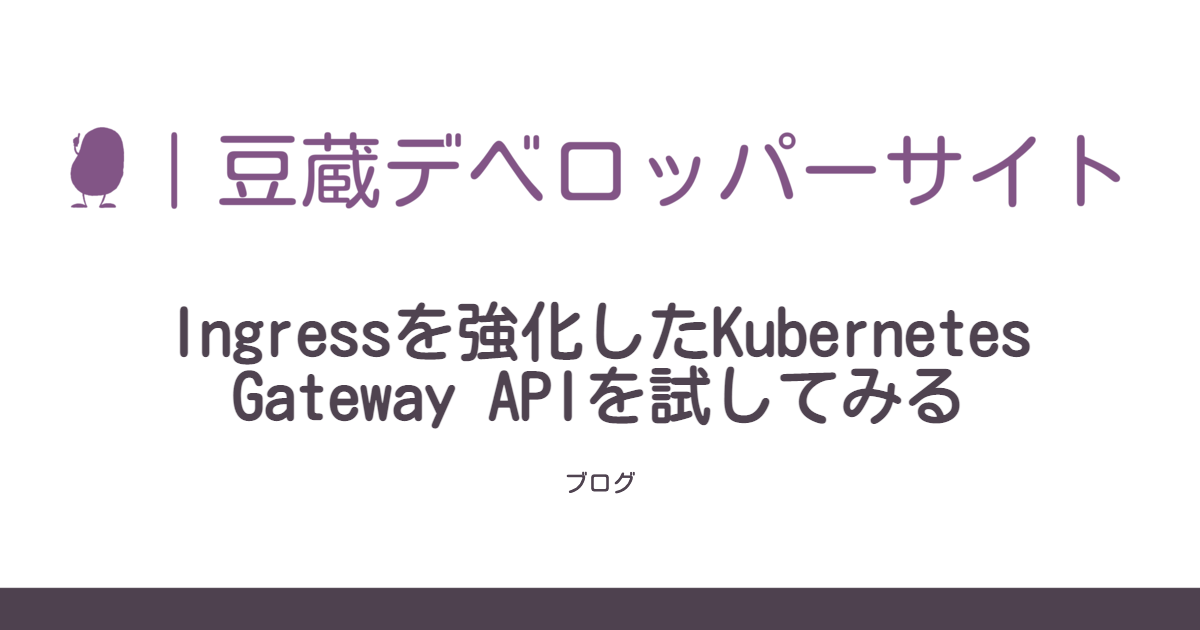 ｜豆蔵デベロッパーサイト
Ingressを強化したKubernetes
Gateway APIを試してみる
ブログ